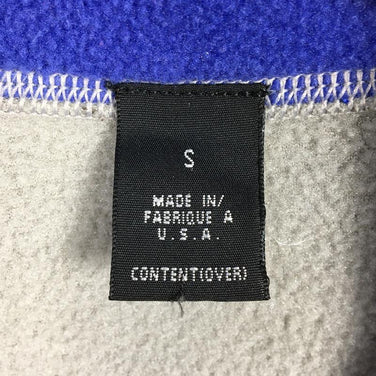 S
MADE IN/
FABRIQUE A
U.S.A.
CONTENT(OVER)